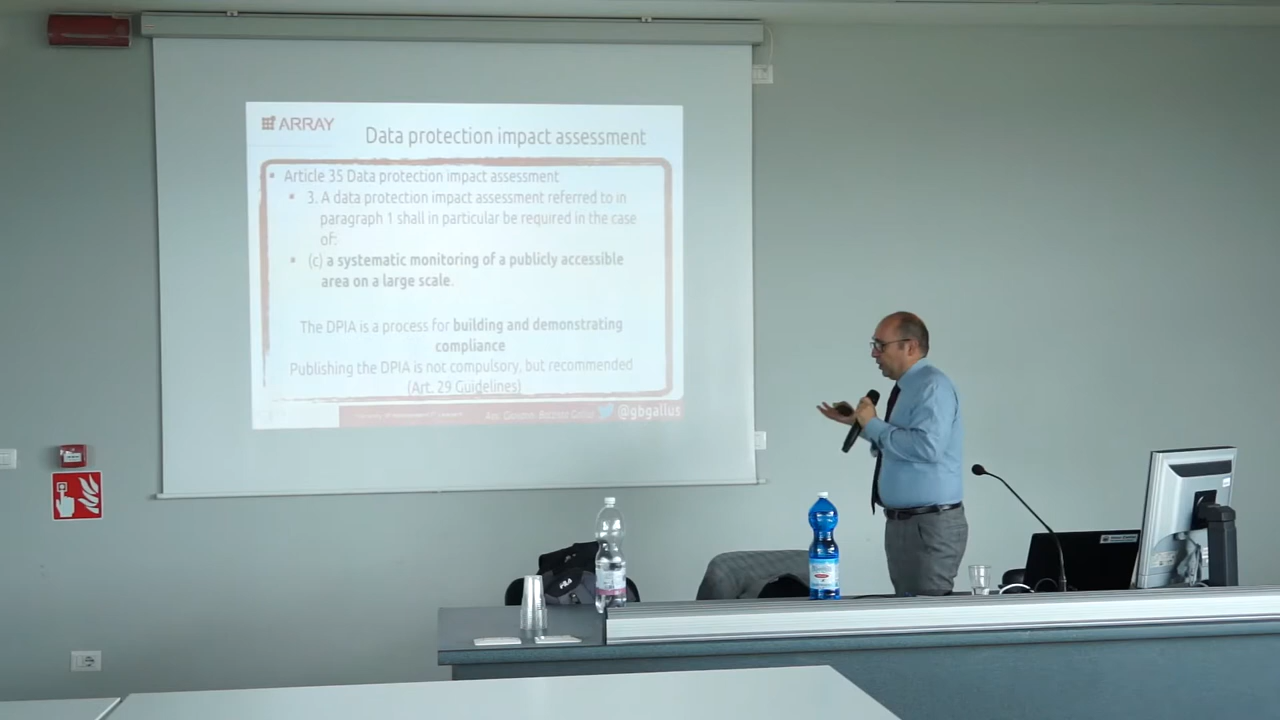 ARRAY
Data protection impact assessment
Article 35 Data protection impact assessment
3. A data protection impact assessment referred to in
paragraph 1 shall in particular be required in the case
of:
(c) a systematic monitoring of a publicly accessible
area on a large scale.
The DPIA is a process for building and demonstrating
compliance
Publishing the DPIA is not compulsory, but recommended
(Art. 29 Guidelines)
@gbgallus
FILA